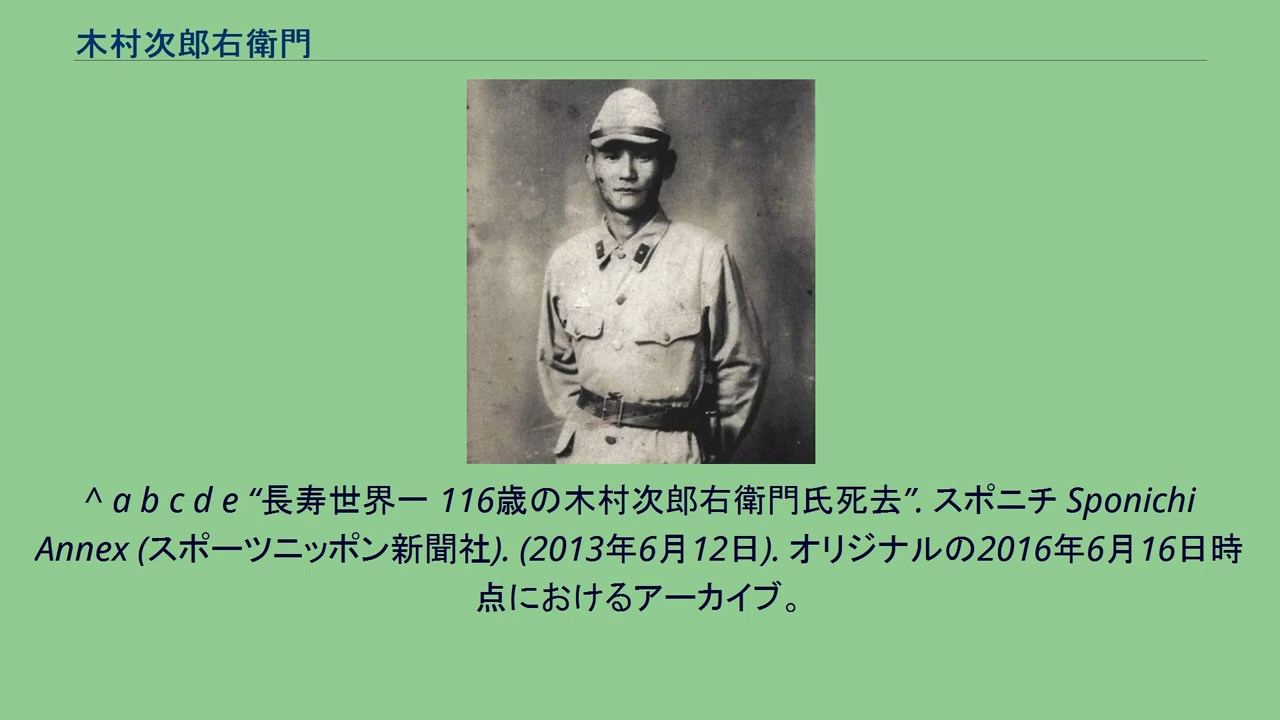 木村次郎右衛門
^ a b c d e “長寿世界一 116歳の木村次郎右衛門氏死去”. スポニチ Sponichi
Annex (スポーツニッポン新聞社). (2013年6月12日). オリジナルの2016年6月16日時
点におけるアーカイブ。